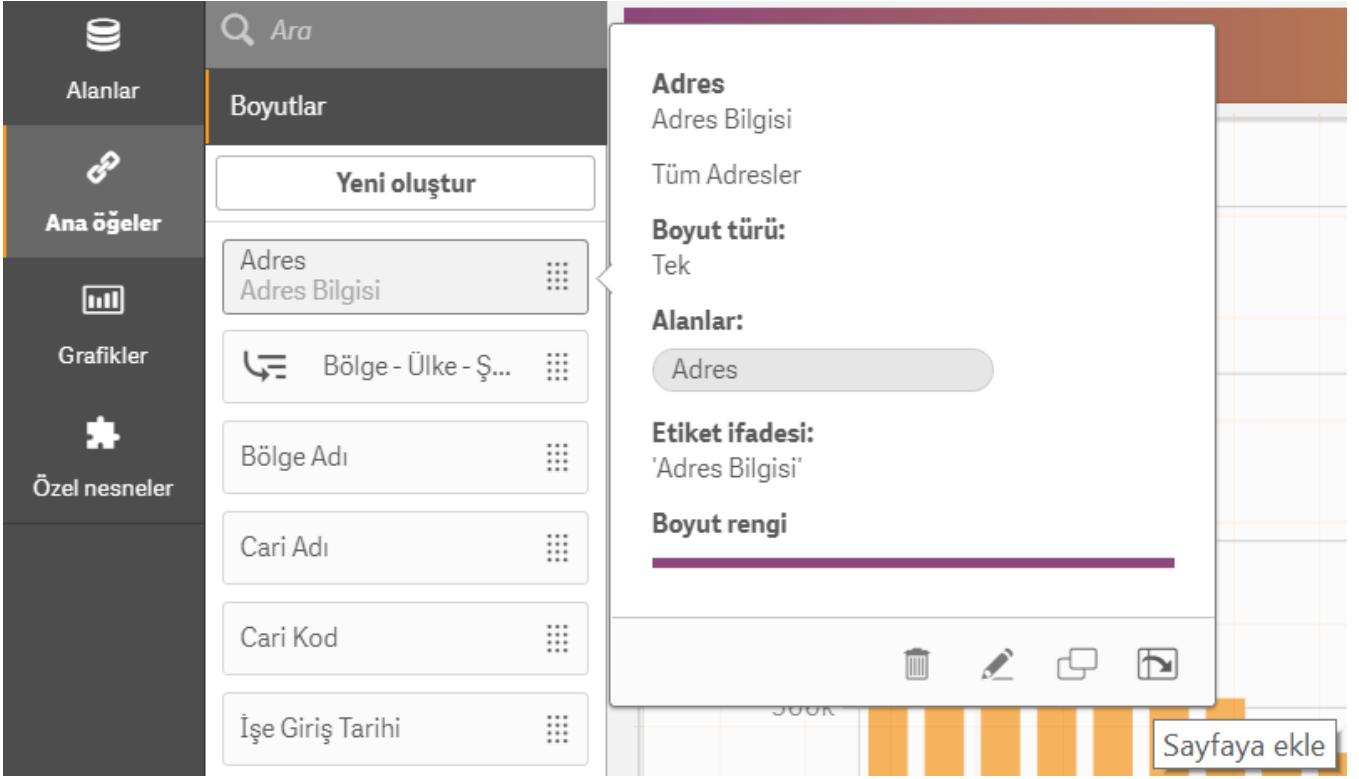 Alanlar
Ana öğeler
Grafikler
Özel nesneler
Ara
Boyutlar
Yeni oluştur
Adres
Adres Bilgisi
Bölge - Ülke - Ş...
Bölge Adı
Cari Adı
Cari Kod
İşe Giriş Tarihi
Adres
Adres Bilgisi
Tüm Adresler
Boyut türü:
Tek
Alanlar:
Adres
Etiket ifadesi:
'Adres Bilgisi'
Boyut rengi
Sayfaya ekle